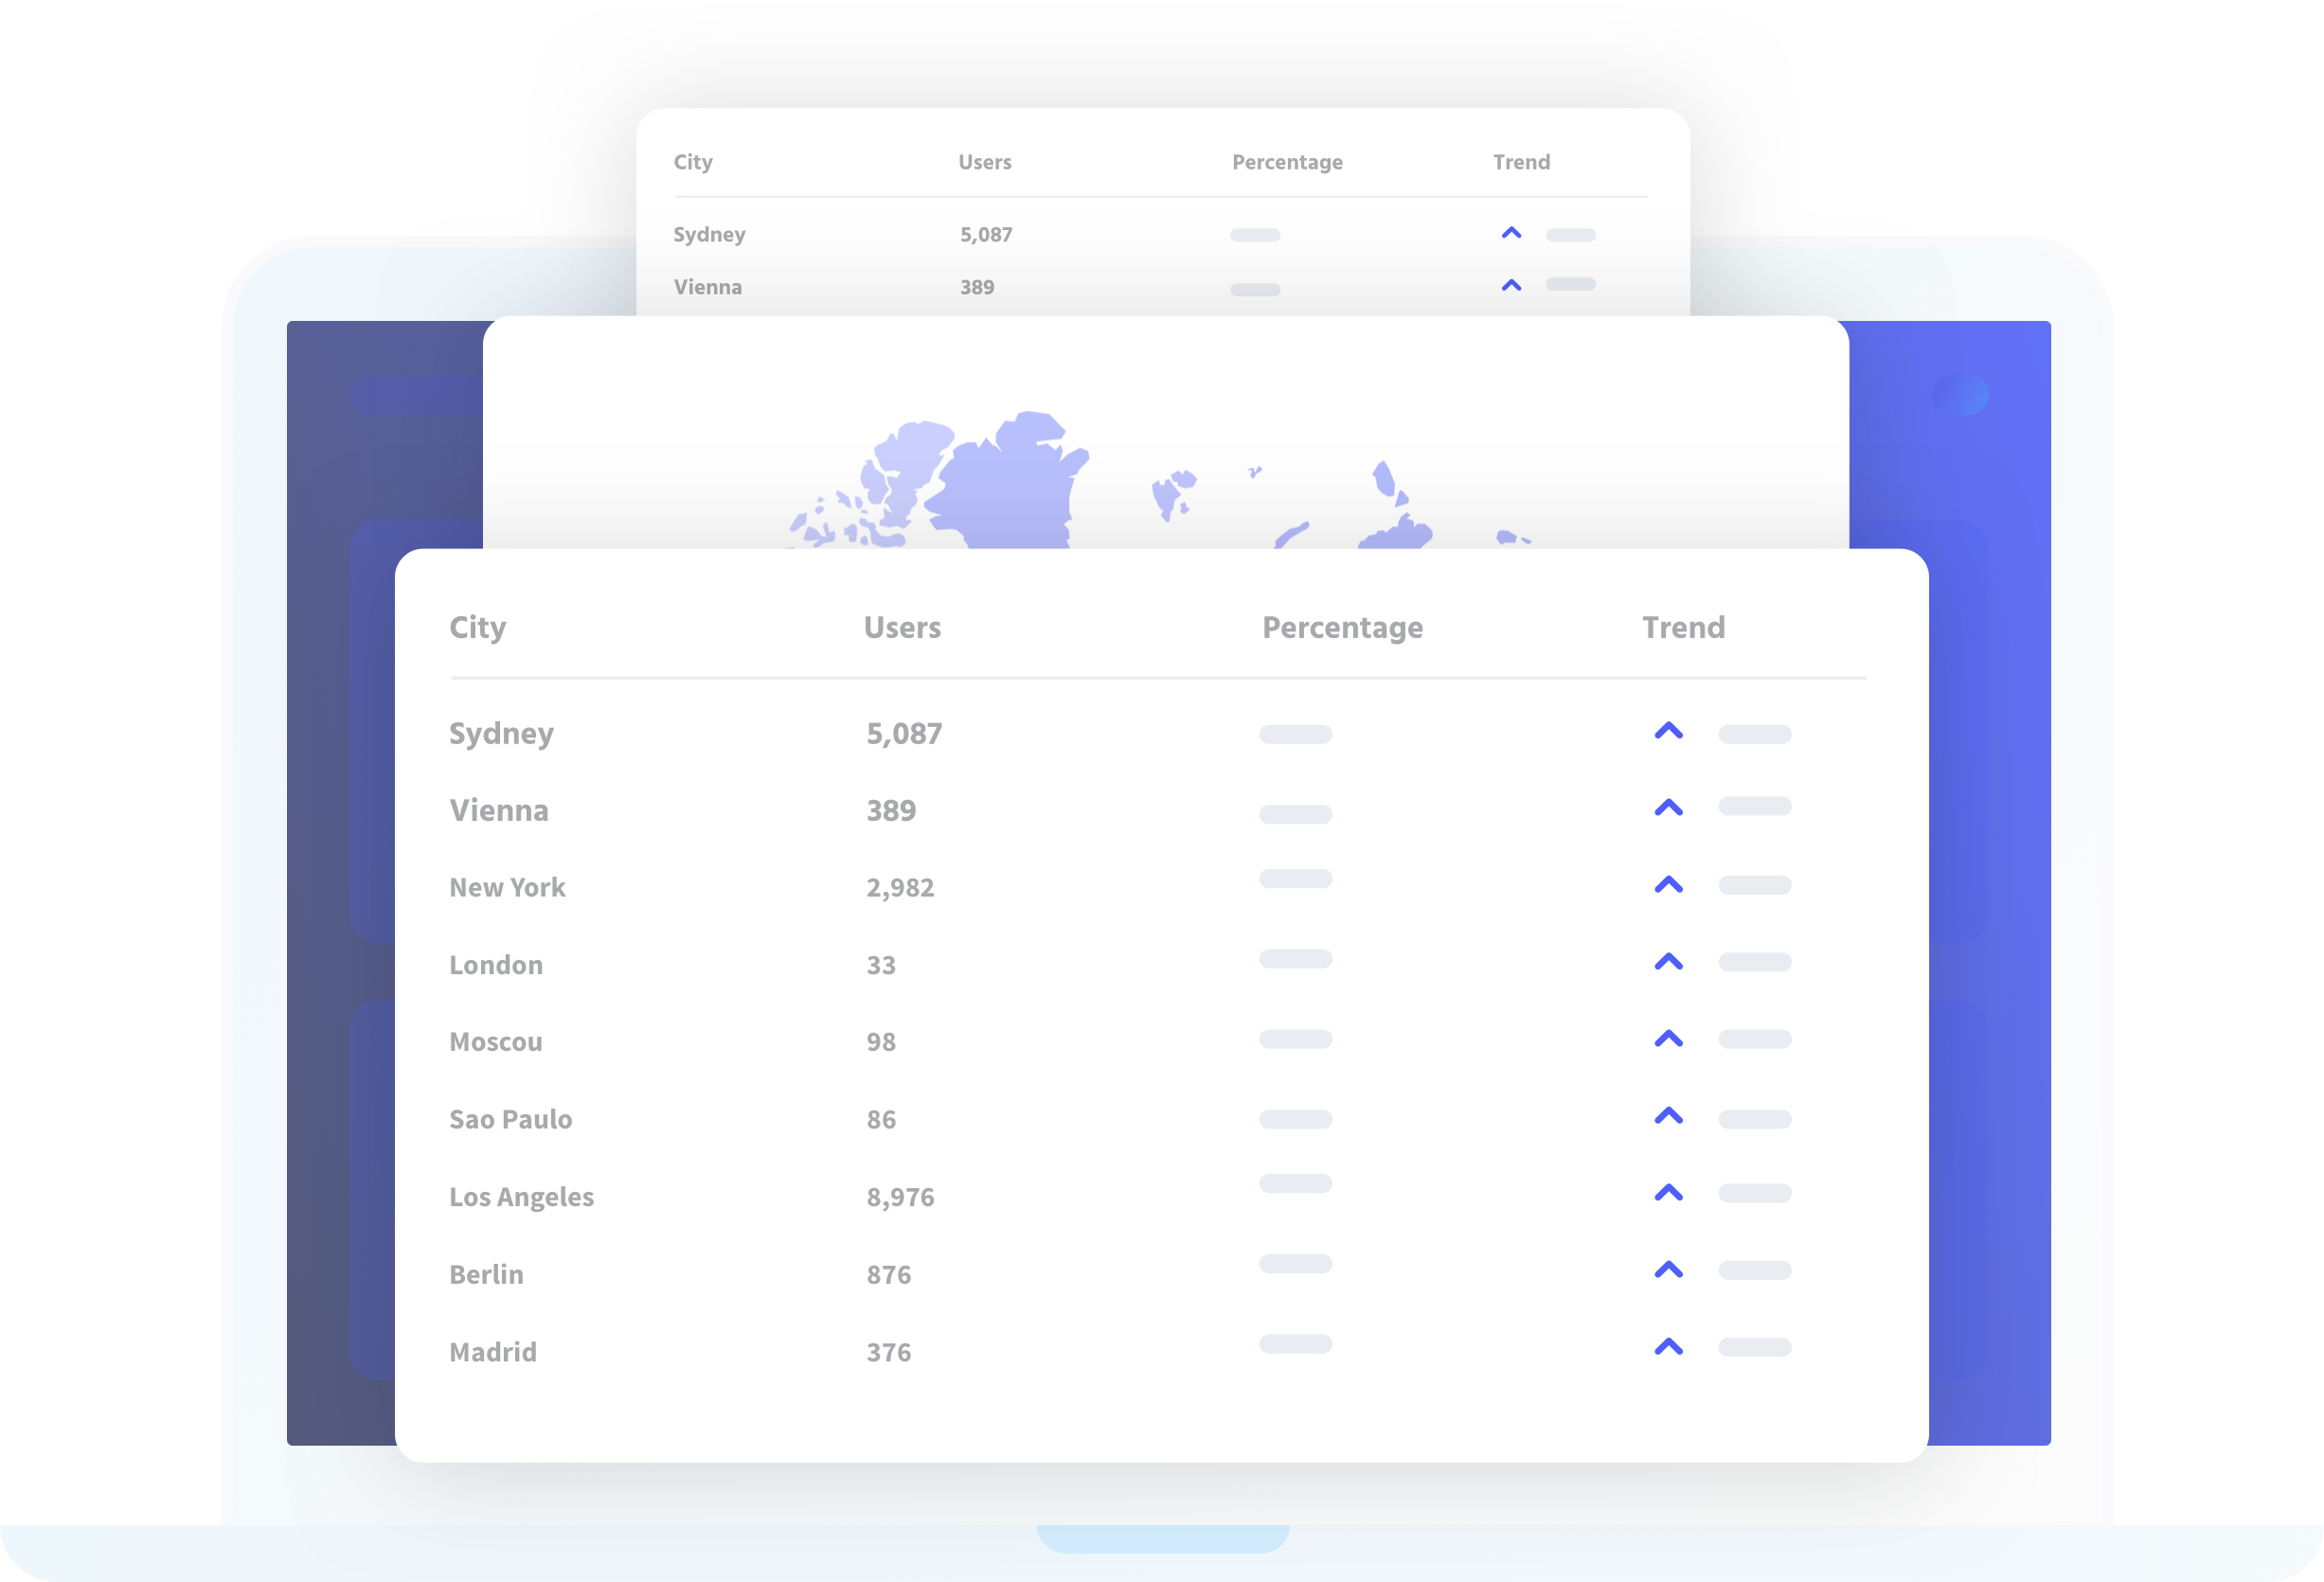 City Users Percentage Trend
Sydney 5,087
Vienna 389
City Users Percentage Trend
Sydney 5,087
Vienna 389
New York 2,982
London 33
Moscou 98
Sao Paulo 86
Los Angeles 8,976
Berlin 876
Madrid 376